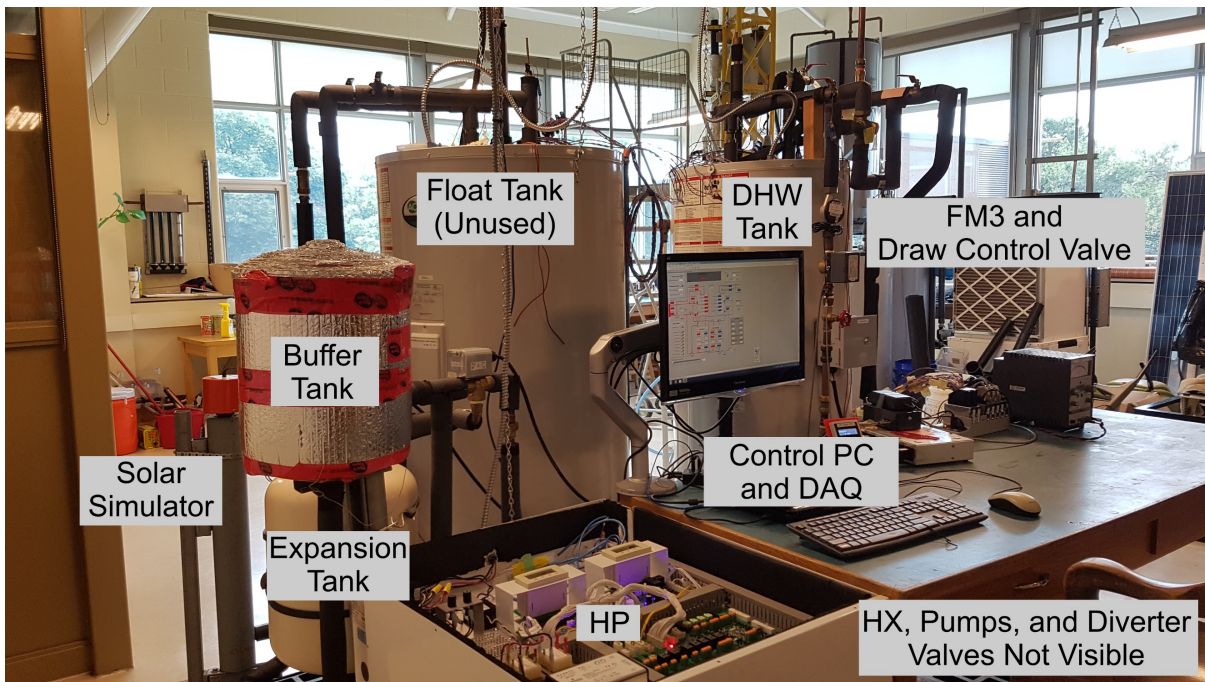 Float Tank
(Unused)
DHW
Tank
FM3 and
Draw Control Valve
Buffer
Tank
Solar
Simulator
Control PC
and DAQ
Expansion
Tank
HP
HX, Pumps, and Diverter
Valves Not Visible